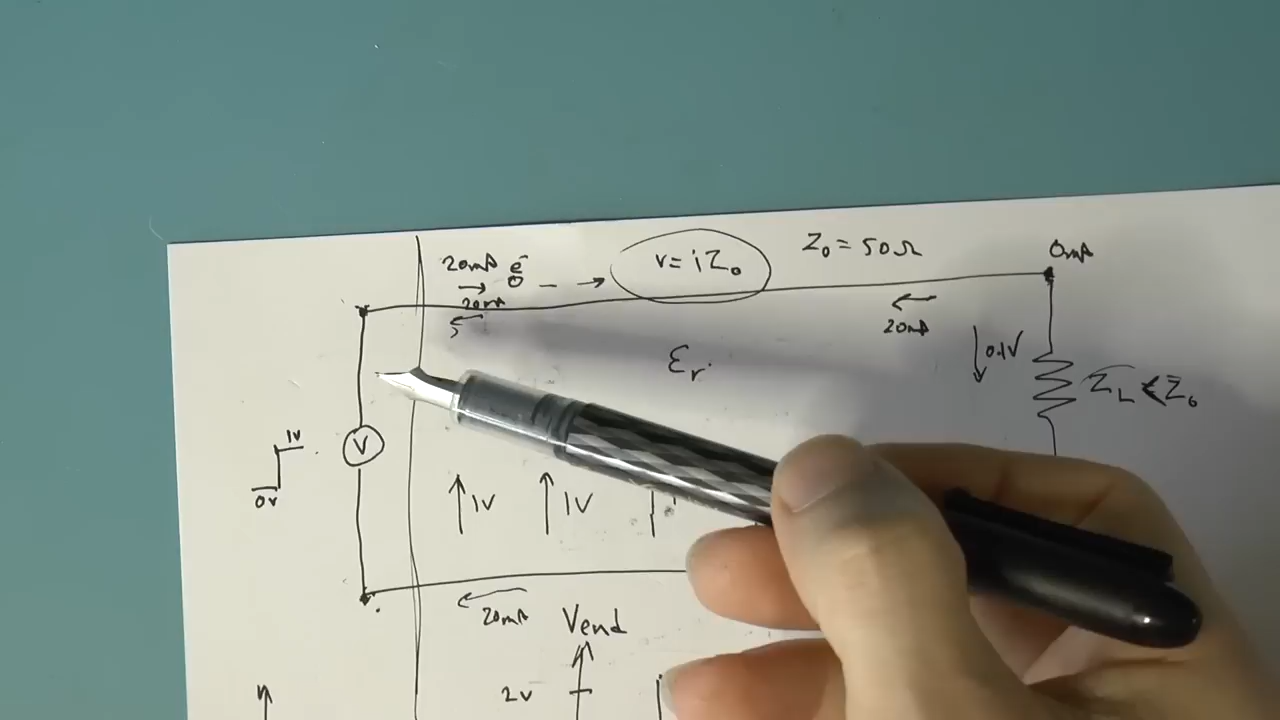 20mA e⁻
v = iZ₀
Z₀ = 50Ω
0mA
20mA
20mA
εr
0.1V
Z_L < Z₀
V
1V
0V
1V
1V
20mA
Vend
2V